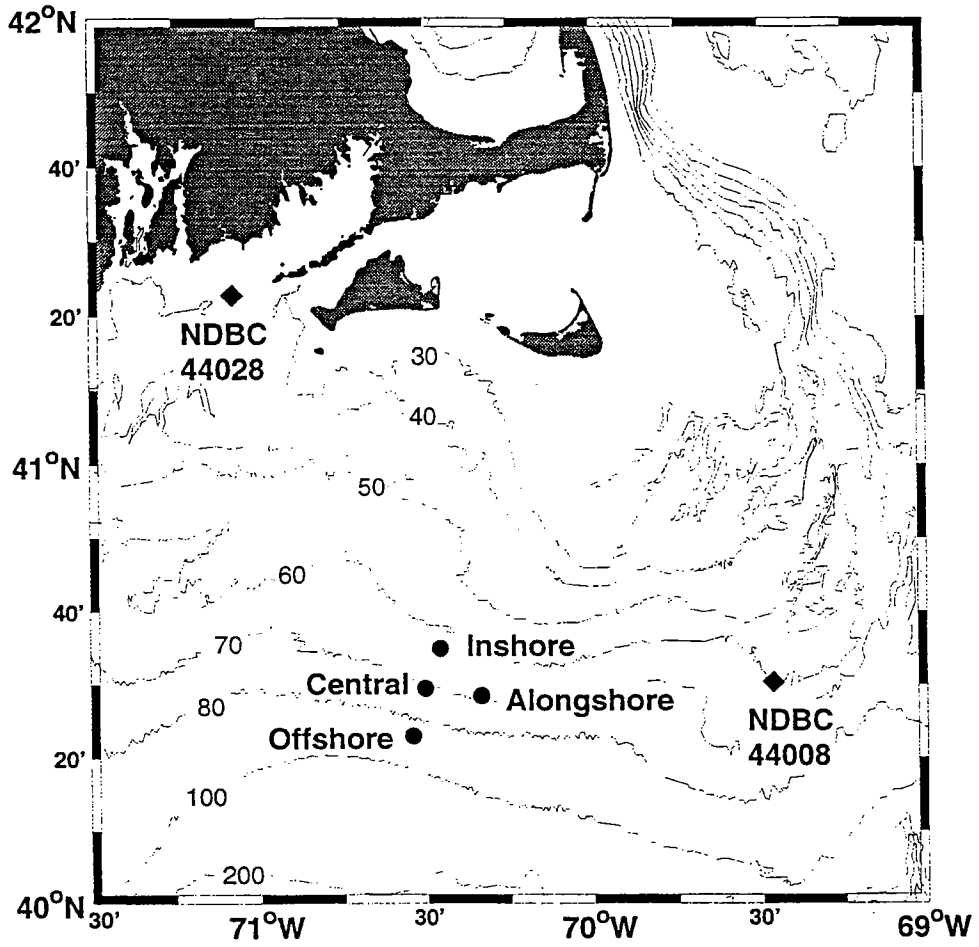 42°N
40'
20'
NDBC
44028
30
40
41°N
50
60
40'
Inshore
70
Central
Alongshore
80
NDBC
44008
Offshore
20'
100
200
40°N
30'
71°W
30'
70°W
30'
69°W